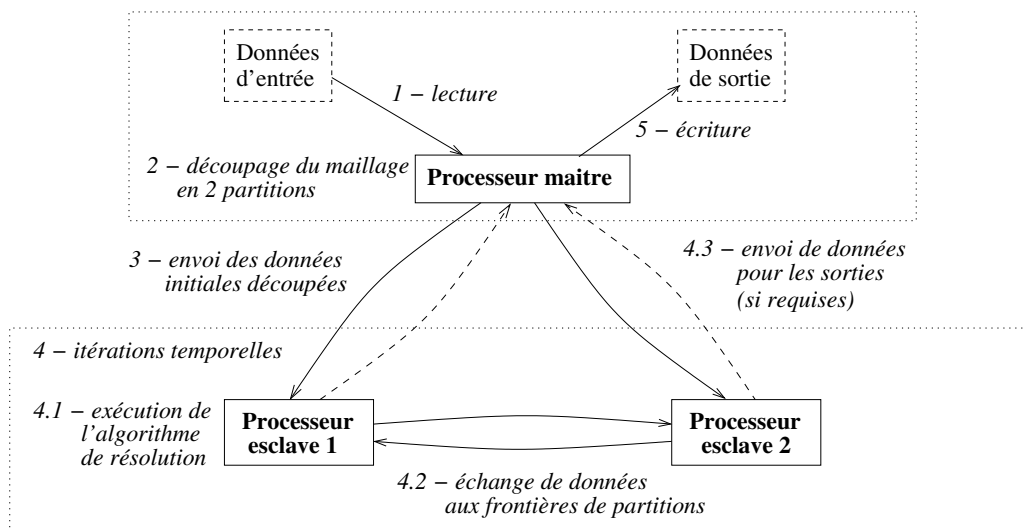 Données
d'entrée
Données
de sortie
1 − lecture
5 − écriture
2 − découpage du maillage
en 2 partitions
Processeur maitre
3 − envoi des données
initiales découpées
4.3 − envoi de données
pour les sorties
(si requises)
4 − itérations temporelles
4.1 − exécution de
l'algorithme
de résolution
Processeur
esclave 1
Processeur
esclave 2
4.2 − échange de données
aux frontières de partitions